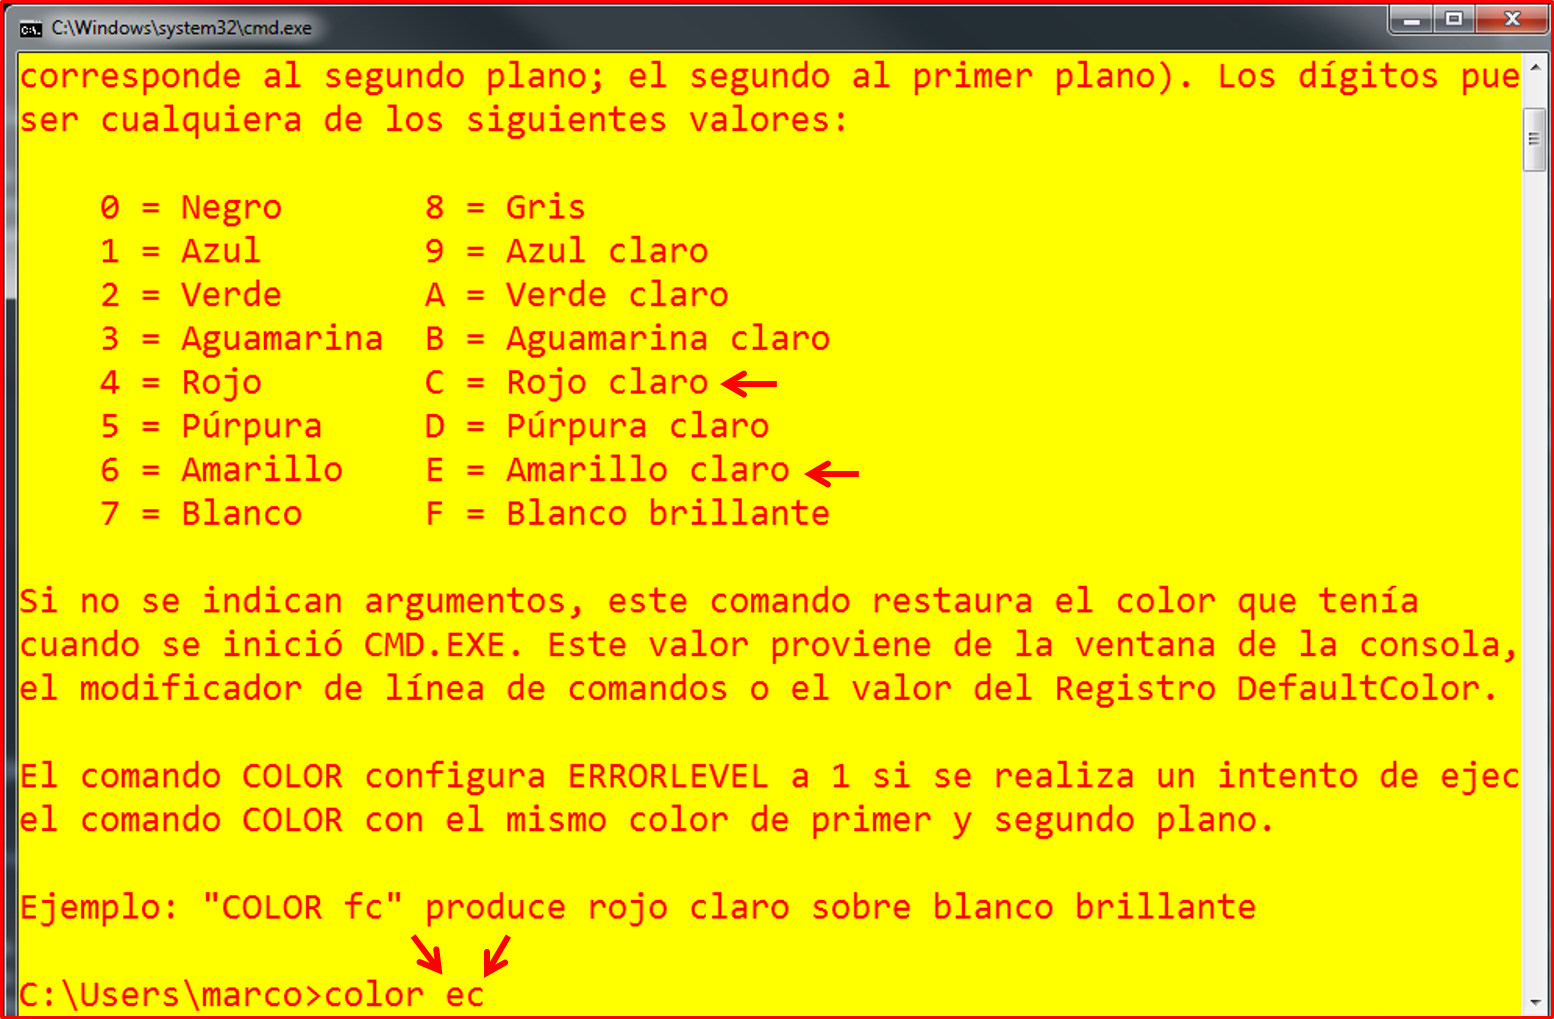 C:\Windows\system32\cmd.exe
corresponde al segundo plano; el segundo al primer plano). Los dígitos pue
ser cualquiera de los siguientes valores:
0 = Negro 8 = Gris
1 = Azul 9 = Azul claro
2 = Verde A = Verde claro
3 = Aguamarina B = Aguamarina claro
4 = Rojo C = Rojo claro
5 = Púrpura D = Púrpura claro
6 = Amarillo E = Amarillo claro
7 = Blanco F = Blanco brillante
Si no se indican argumentos, este comando restaura el color que tenía
cuando se inició CMD.EXE. Este valor proviene de la ventana de la consola,
el modificador de línea de comandos o el valor del Registro DefaultColor.
El comando COLOR configura ERRORLEVEL a 1 si se realiza un intento de ejec
el comando COLOR con el mismo color de primer y segundo plano.
Ejemplo: "COLOR fc" produce rojo claro sobre blanco brillante
C:\Users\marco>color ec